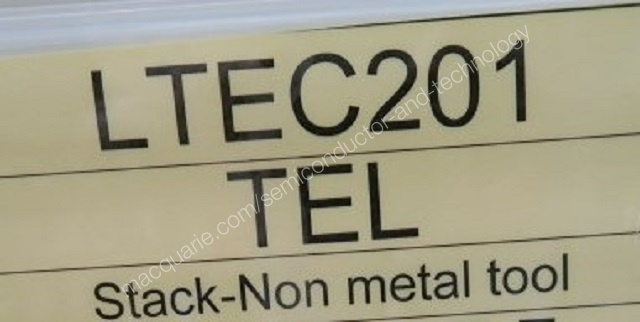 LTEC201
TEL
Stack-Non metal tool
macquarie.com/semiconductor-and-technology